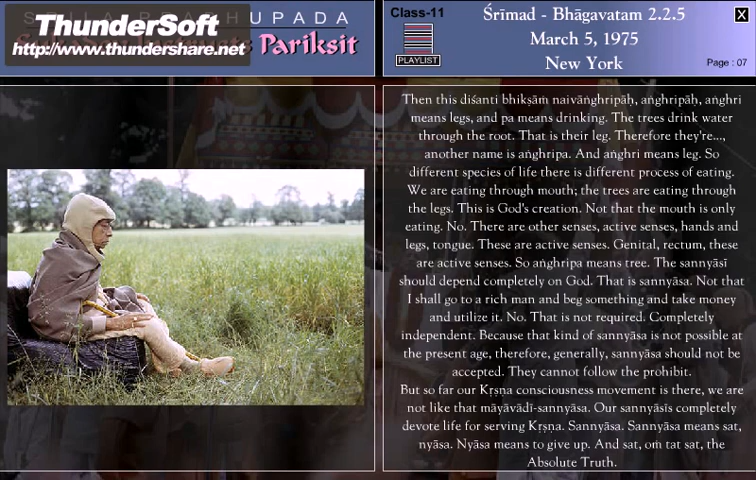 SRILA PRABHUPADA
ThunderSoft
http://www.thundershare.net
Pariksit
Class-11
PLAYLIST
Śrīmad - Bhāgavatam 2.2.5
March 5, 1975
New York
X
Page : 07
Then this diśanti bhikṣāṁ naivāṅghripāḥ, aṅghripāḥ, aṅghri
means legs, and pa means drinking. The trees drink water
through the root. That is their leg. Therefore they're...,
another name is aṅghripa. And aṅghri means leg. So
different species of life there is different process of eating.
We are eating through mouth; the trees are eating through
the legs. This is God's creation. Not that the mouth is only
eating. No. There are other senses, active senses, hands and
legs, tongue. These are active senses. Genital, rectum, these
are active senses. So aṅghripa means tree. The sannyāsī
should depend completely on God. That is sannyāsa. Not that
I shall go to a rich man and beg something and take money
and utilize it. No. That is not required. Completely
independent. Because that kind of sannyāsa is not possible at
the present age, therefore, generally, sannyāsa should not be
accepted. They cannot follow the prohibit.
But so far our Kṛṣṇa consciousness movement is there, we are
not like that māyāvādī-sannyāsa. Our sannyāsīs completely
devote life for serving Kṛṣṇa. Sannyāsa. Sannyāsa means sat,
nyāsa. Nyāsa means to give up. And sat, oṁ tat sat, the
Absolute Truth.